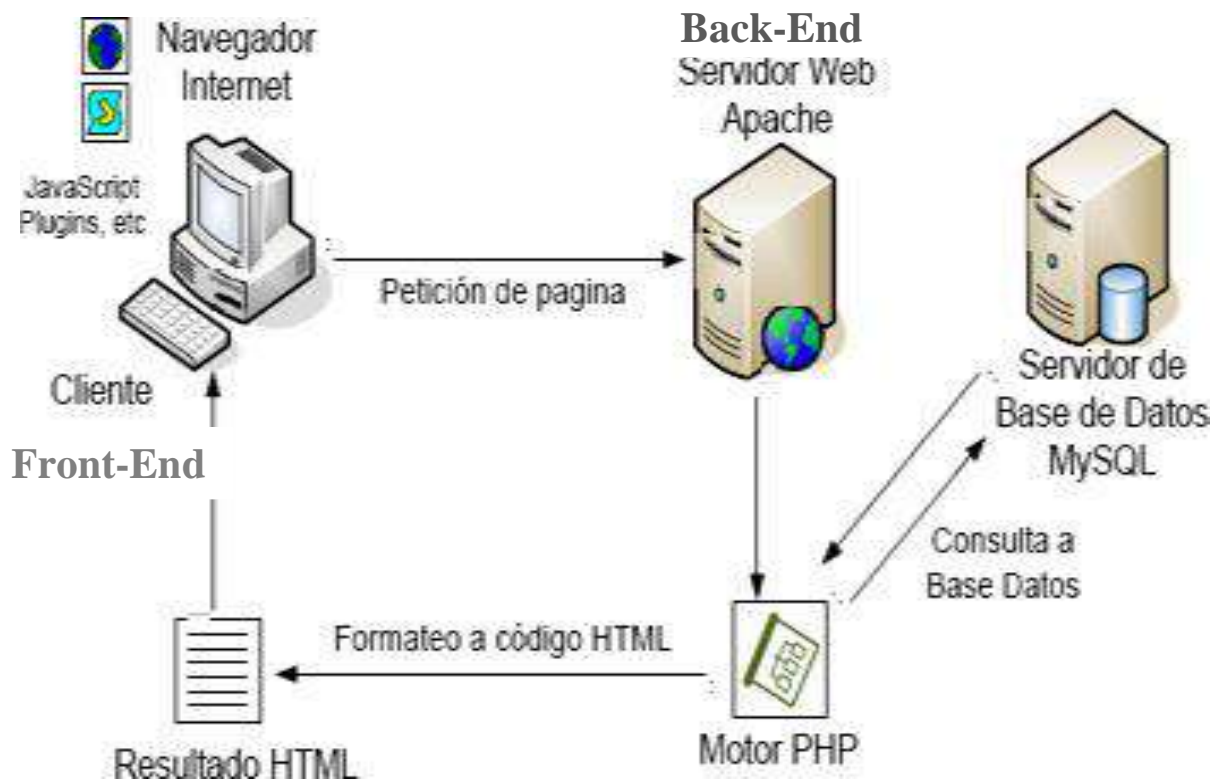 Navegador
Internet
JavaScript
Plugins, etc
Cliente
Front-End
Petición de pagina
Back-End
Servidor Web
Apache
Servidor de
Base de Datos
MySQL
Consulta a
Base Datos
Formateo a código HTML
Resultado HTML
Motor PHP